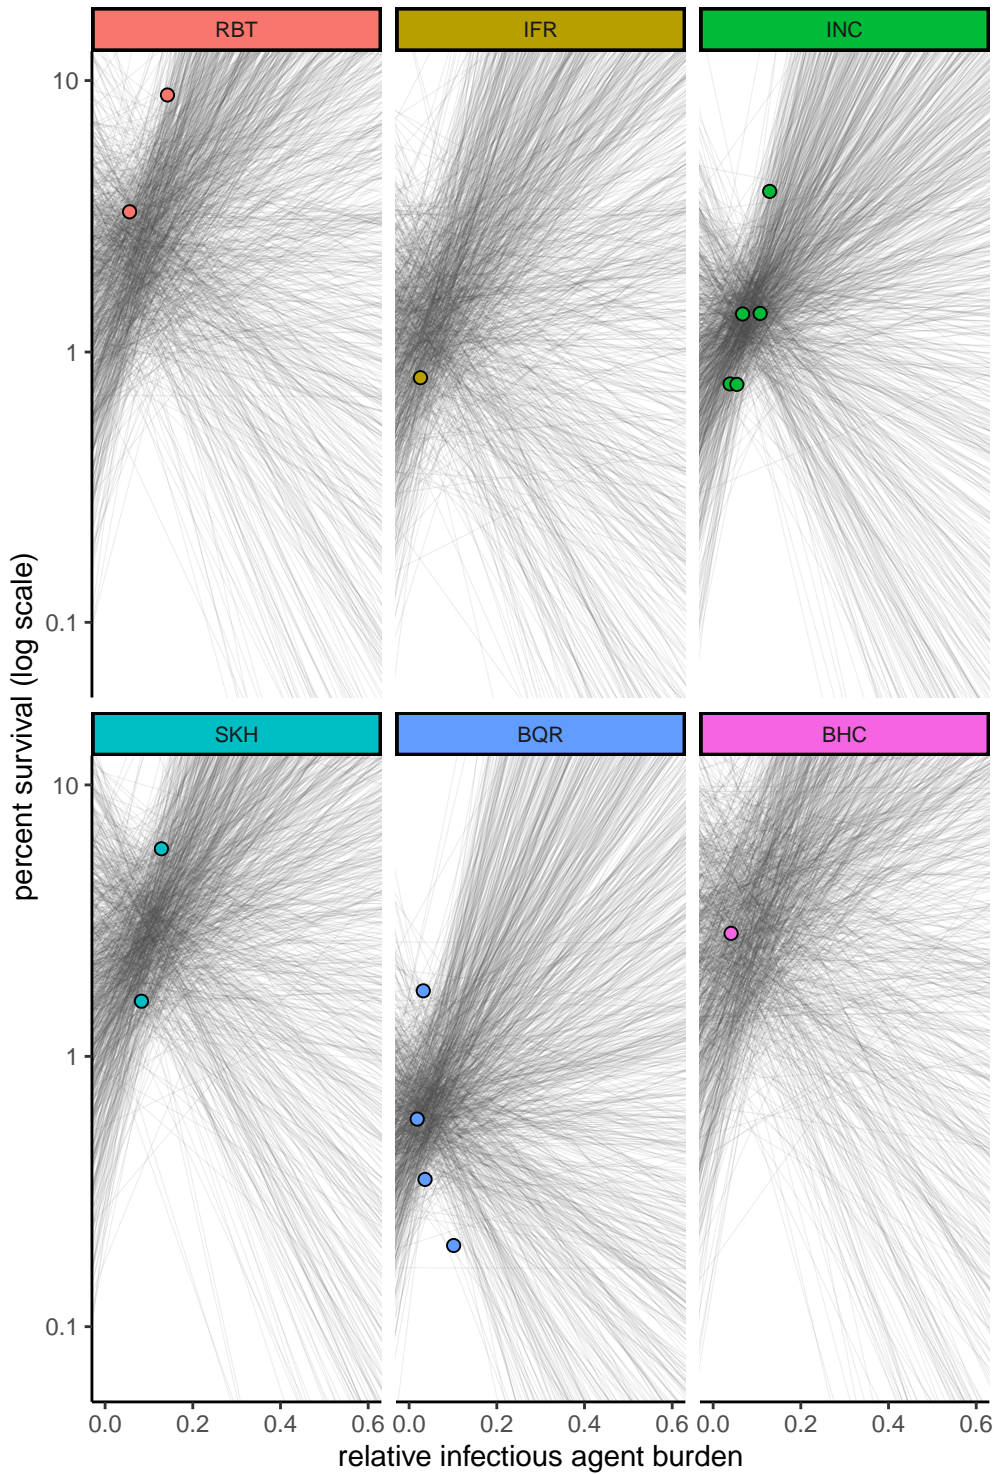 RBT IFR INC
10
1
0.1
percent survival (log scale)
SKH BQR BHC
10
1
0.1
0.0 0.2 0.4 0.6 0.0 0.2 0.4 0.6 0.0 0.2 0.4 0.6
relative infectious agent burden